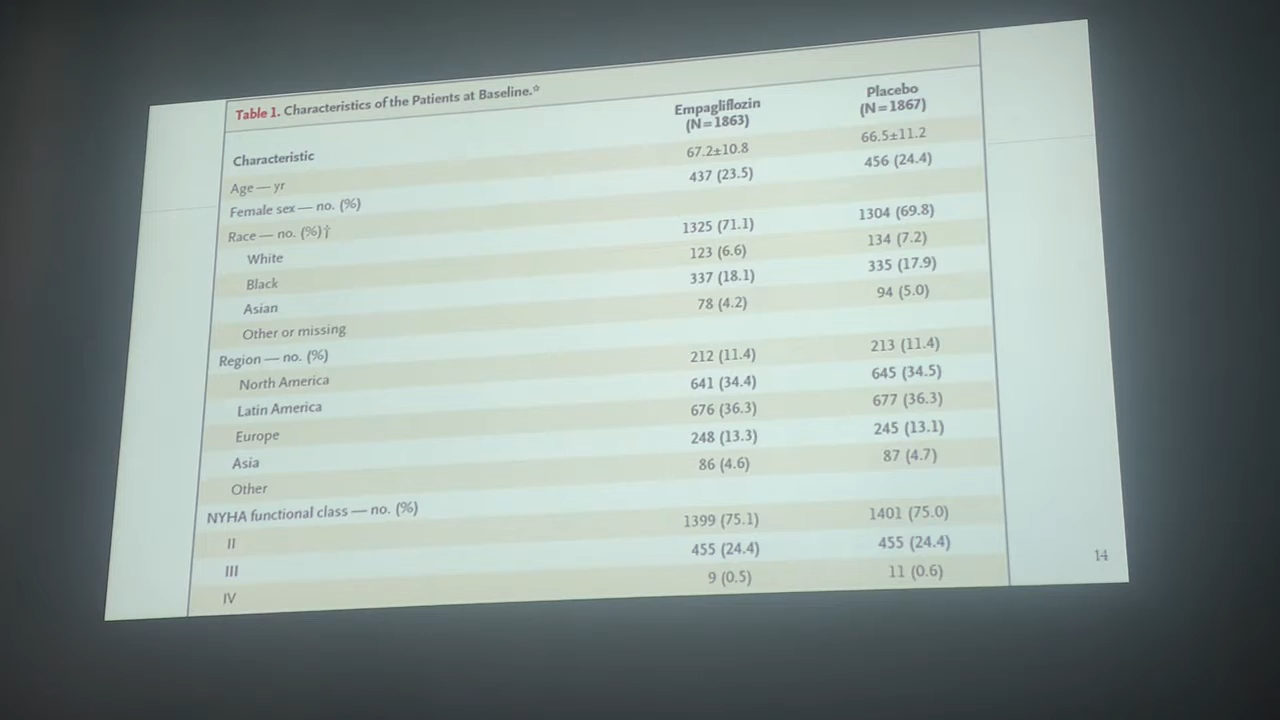 Table 1. Characteristics of the Patients at Baseline.*
Characteristic Empagliflozin (N=1863) Placebo (N=1867)
Age — yr 67.2±10.8 66.5±11.2
Female sex — no. (%) 437 (23.5) 456 (24.4)
Race — no. (%)†
White 1325 (71.1) 1304 (69.8)
Black 123 (6.6) 134 (7.2)
Asian 337 (18.1) 335 (17.9)
Other or missing 78 (4.2) 94 (5.0)
Region — no. (%)
North America 212 (11.4) 213 (11.4)
Latin America 641 (34.4) 645 (34.5)
Europe 676 (36.3) 677 (36.3)
Asia 248 (13.3) 245 (13.1)
Other 86 (4.6) 87 (4.7)
NYHA functional class — no. (%)
II 1399 (75.1) 1401 (75.0)
III 455 (24.4) 455 (24.4)
IV 9 (0.5) 11 (0.6)
14